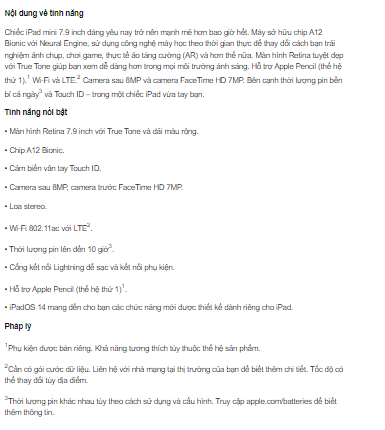 Nội dung về tính năng
Chiếc iPad mini 7.9 inch đáng yêu nay trở nên mạnh mẽ hơn bao giờ hết. Máy sở hữu chip A12
Bionic với Neural Engine, sử dụng công nghệ máy học theo thời gian thực để thay đổi cách bạn trải
nghiệm ảnh chụp, chơi game, thực tế ảo tăng cường (AR) và hơn thế nữa. Màn hình Retina tuyệt đẹp
với True Tone giúp bạn xem dễ dàng hơn trong mọi môi trường ánh sáng. Hỗ trợ Apple Pencil (thế hệ
thứ 1).¹ Wi-Fi và LTE.² Camera sau 8MP và camera FaceTime HD 7MP. Bên cạnh thời lượng pin bền
bỉ cả ngày³ và Touch ID – trong một chiếc iPad vừa tay bạn.
Tính năng nổi bật
• Màn hình Retina 7.9 inch với True Tone và dải màu rộng.
• Chip A12 Bionic.
• Cảm biến vân tay Touch ID.
• Camera sau 8MP, camera trước FaceTime HD 7MP.
• Loa stereo.
• Wi-Fi 802.11ac với LTE².
• Thời lượng pin lên đến 10 giờ³.
• Cổng kết nối Lightning để sạc và kết nối phụ kiện.
• Hỗ trợ Apple Pencil (thế hệ thứ 1)¹.
• iPadOS 14 mang đến cho bạn các chức năng mới được thiết kế dành riêng cho iPad.
Pháp lý
¹Phụ kiện được bán riêng. Khả năng tương thích tùy thuộc thế hệ sản phẩm.
²Cần có gói cước dữ liệu. Liên hệ với nhà mạng tại thị trường của bạn để biết thêm chi tiết. Tốc độ có
thể thay đổi tùy địa điểm.
³Thời lượng pin khác nhau tùy theo cách sử dụng và cấu hình. Truy cập apple.com/batteries để biết
thêm thông tin.